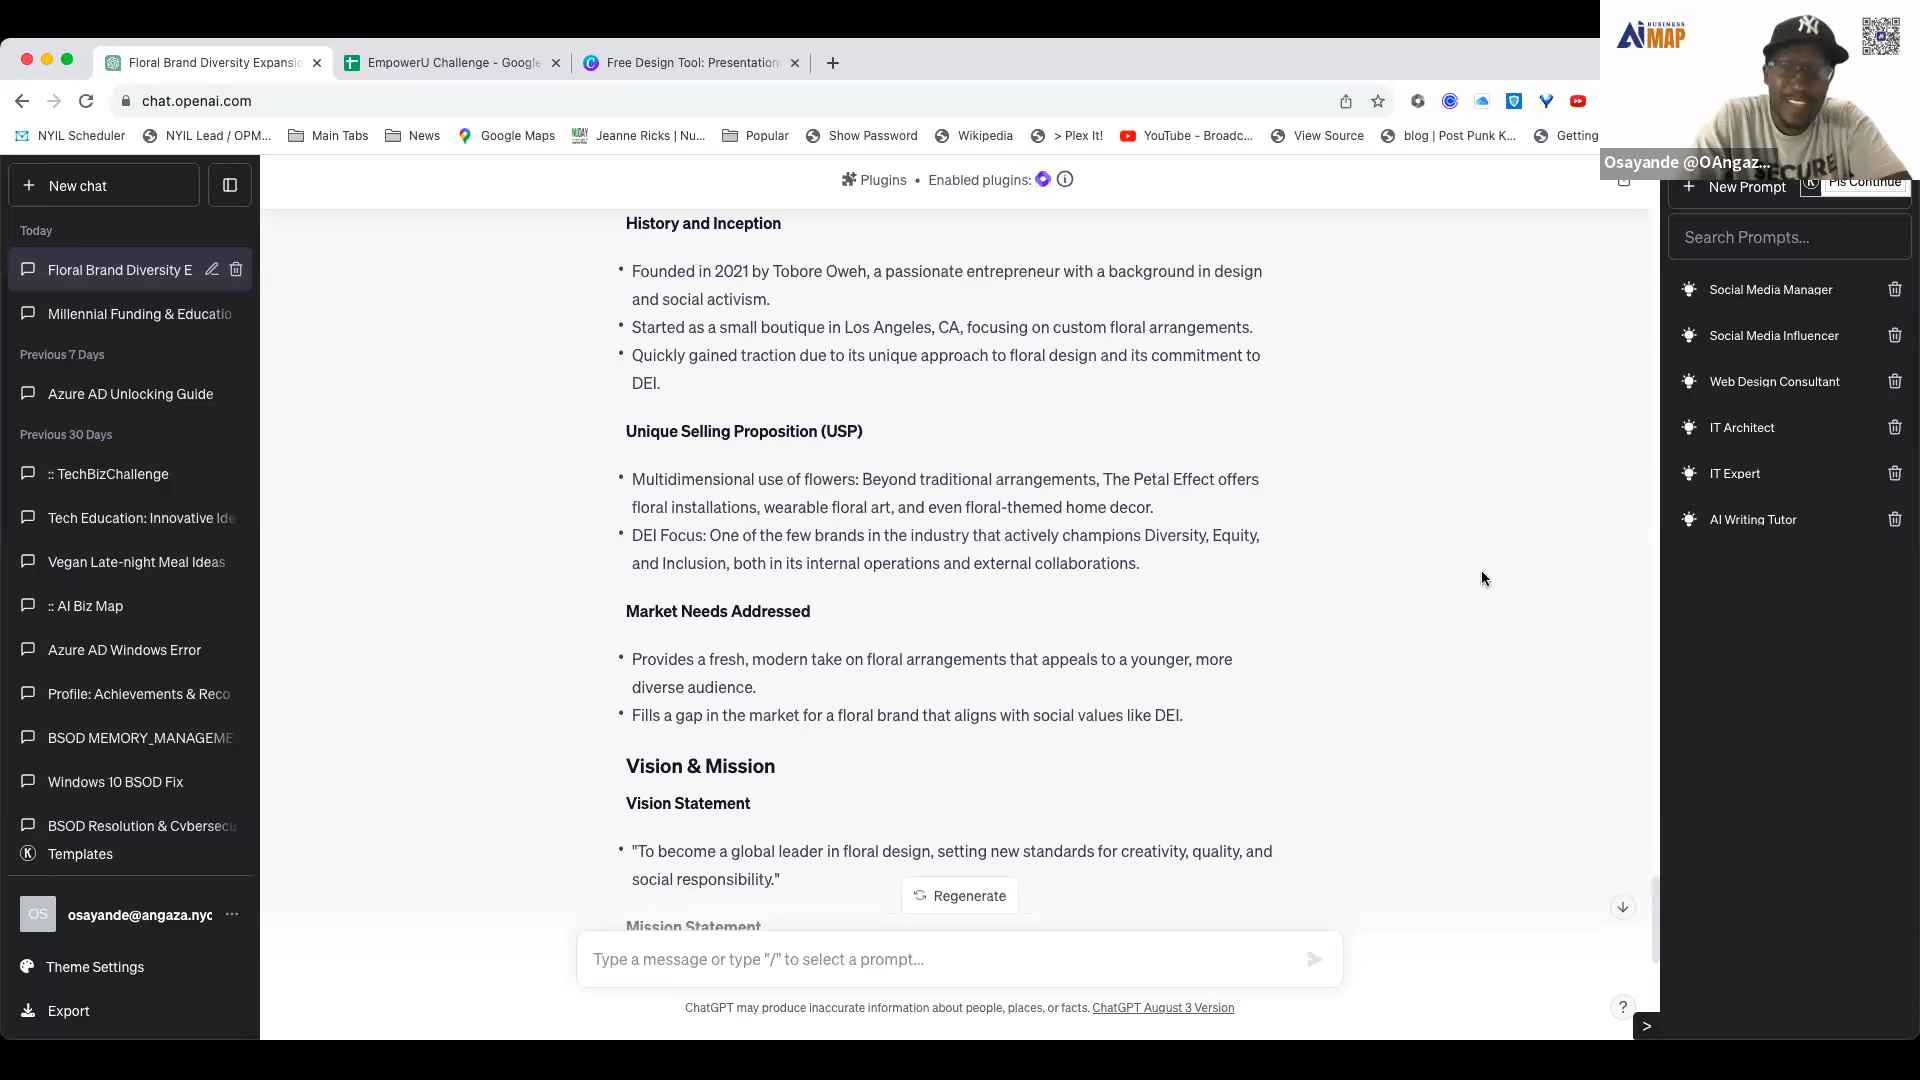 Floral Brand Diversity Expansio
EmpowerU Challenge - Google
Free Design Tool: Presentation
chat.openai.com
NYIL Scheduler
NYIL Lead / OPM...
Main Tabs
News
Google Maps
Jeanne Ricks | Nu...
Popular
Show Password
Wikipedia
> Plex It!
YouTube - Broadc...
View Source
blog | Post Punk K...
Getting
Ai BUSINESS
MAP
SECURE
Osayande @OAngaz...
New chat
Today
Floral Brand Diversity E
Millennial Funding & Educatio
Previous 7 Days
Azure AD Unlocking Guide
Previous 30 Days
:: TechBizChallenge
Tech Education: Innovative Ide
Vegan Late-night Meal Ideas
:: AI Biz Map
Azure AD Windows Error
Profile: Achievements & Reco
BSOD MEMORY_MANAGEME
Windows 10 BSOD Fix
BSOD Resolution & Cybersecu
Templates
OS
osayande@angaza.nyc
Theme Settings
Export
Plugins • Enabled plugins:
History and Inception
• Founded in 2021 by Tobore Oweh, a passionate entrepreneur with a background in design
and social activism.
• Started as a small boutique in Los Angeles, CA, focusing on custom floral arrangements.
• Quickly gained traction due to its unique approach to floral design and its commitment to
DEI.
Unique Selling Proposition (USP)
• Multidimensional use of flowers: Beyond traditional arrangements, The Petal Effect offers
floral installations, wearable floral art, and even floral-themed home decor.
• DEI Focus: One of the few brands in the industry that actively champions Diversity, Equity,
and Inclusion, both in its internal operations and external collaborations.
Market Needs Addressed
• Provides a fresh, modern take on floral arrangements that appeals to a younger, more
diverse audience.
• Fills a gap in the market for a floral brand that aligns with social values like DEI.
Vision & Mission
Vision Statement
• "To become a global leader in floral design, setting new standards for creativity, quality, and
social responsibility."
Regenerate
Mission Statement
Type a message or type "/" to select a prompt...
ChatGPT may produce inaccurate information about people, places, or facts. ChatGPT August 3 Version
?
>
New Prompt
K
Pls Continue
Search Prompts...
Social Media Manager
Social Media Influencer
Web Design Consultant
IT Architect
IT Expert
AI Writing Tutor